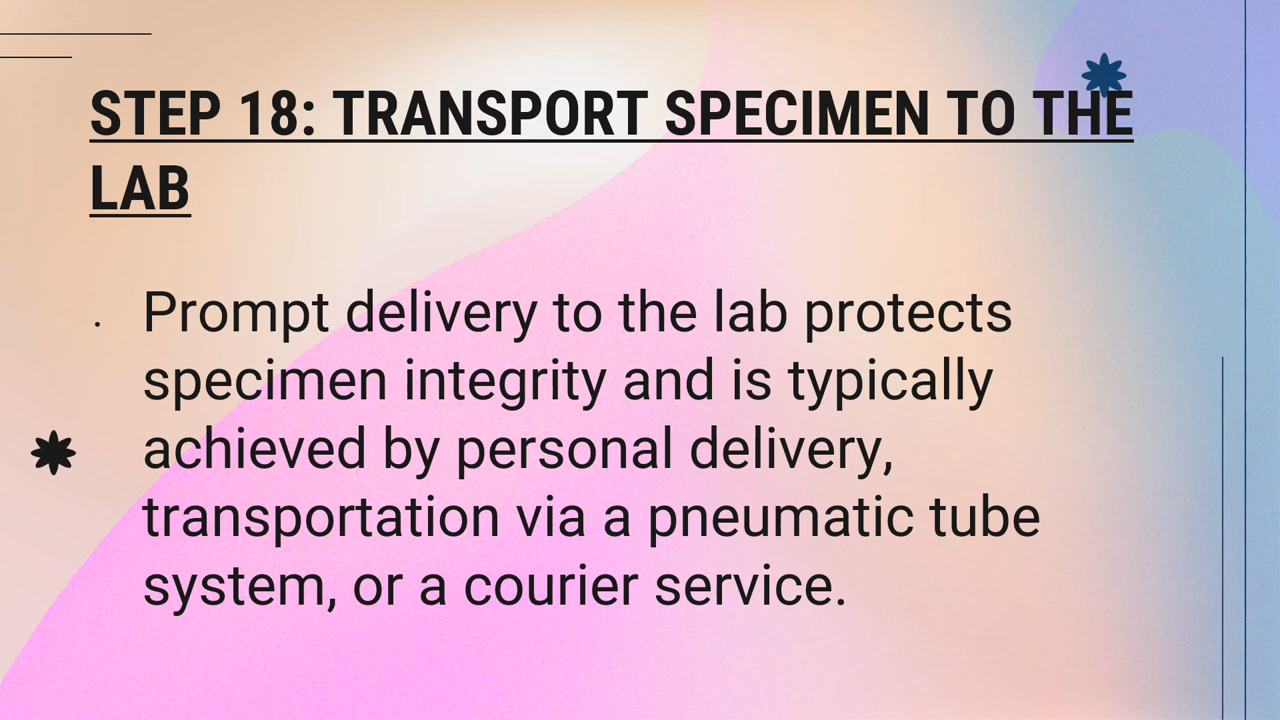 STEP 18: TRANSPORT SPECIMEN TO THE
LAB
. Prompt delivery to the lab protects
specimen integrity and is typically
achieved by personal delivery,
transportation via a pneumatic tube
system, or a courier service.